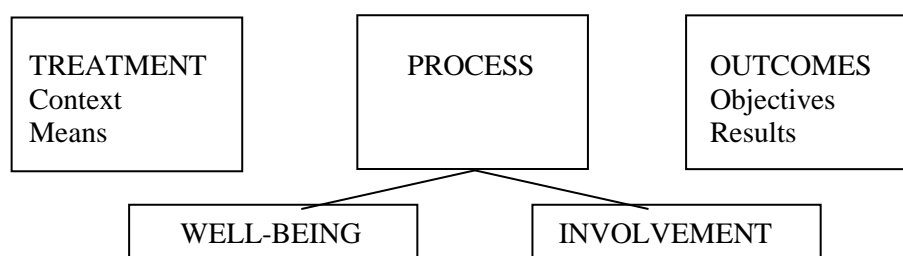 TREATMENT
Context
Means
PROCESS
OUTCOMES
Objectives
Results
WELL-BEING
INVOLVEMENT